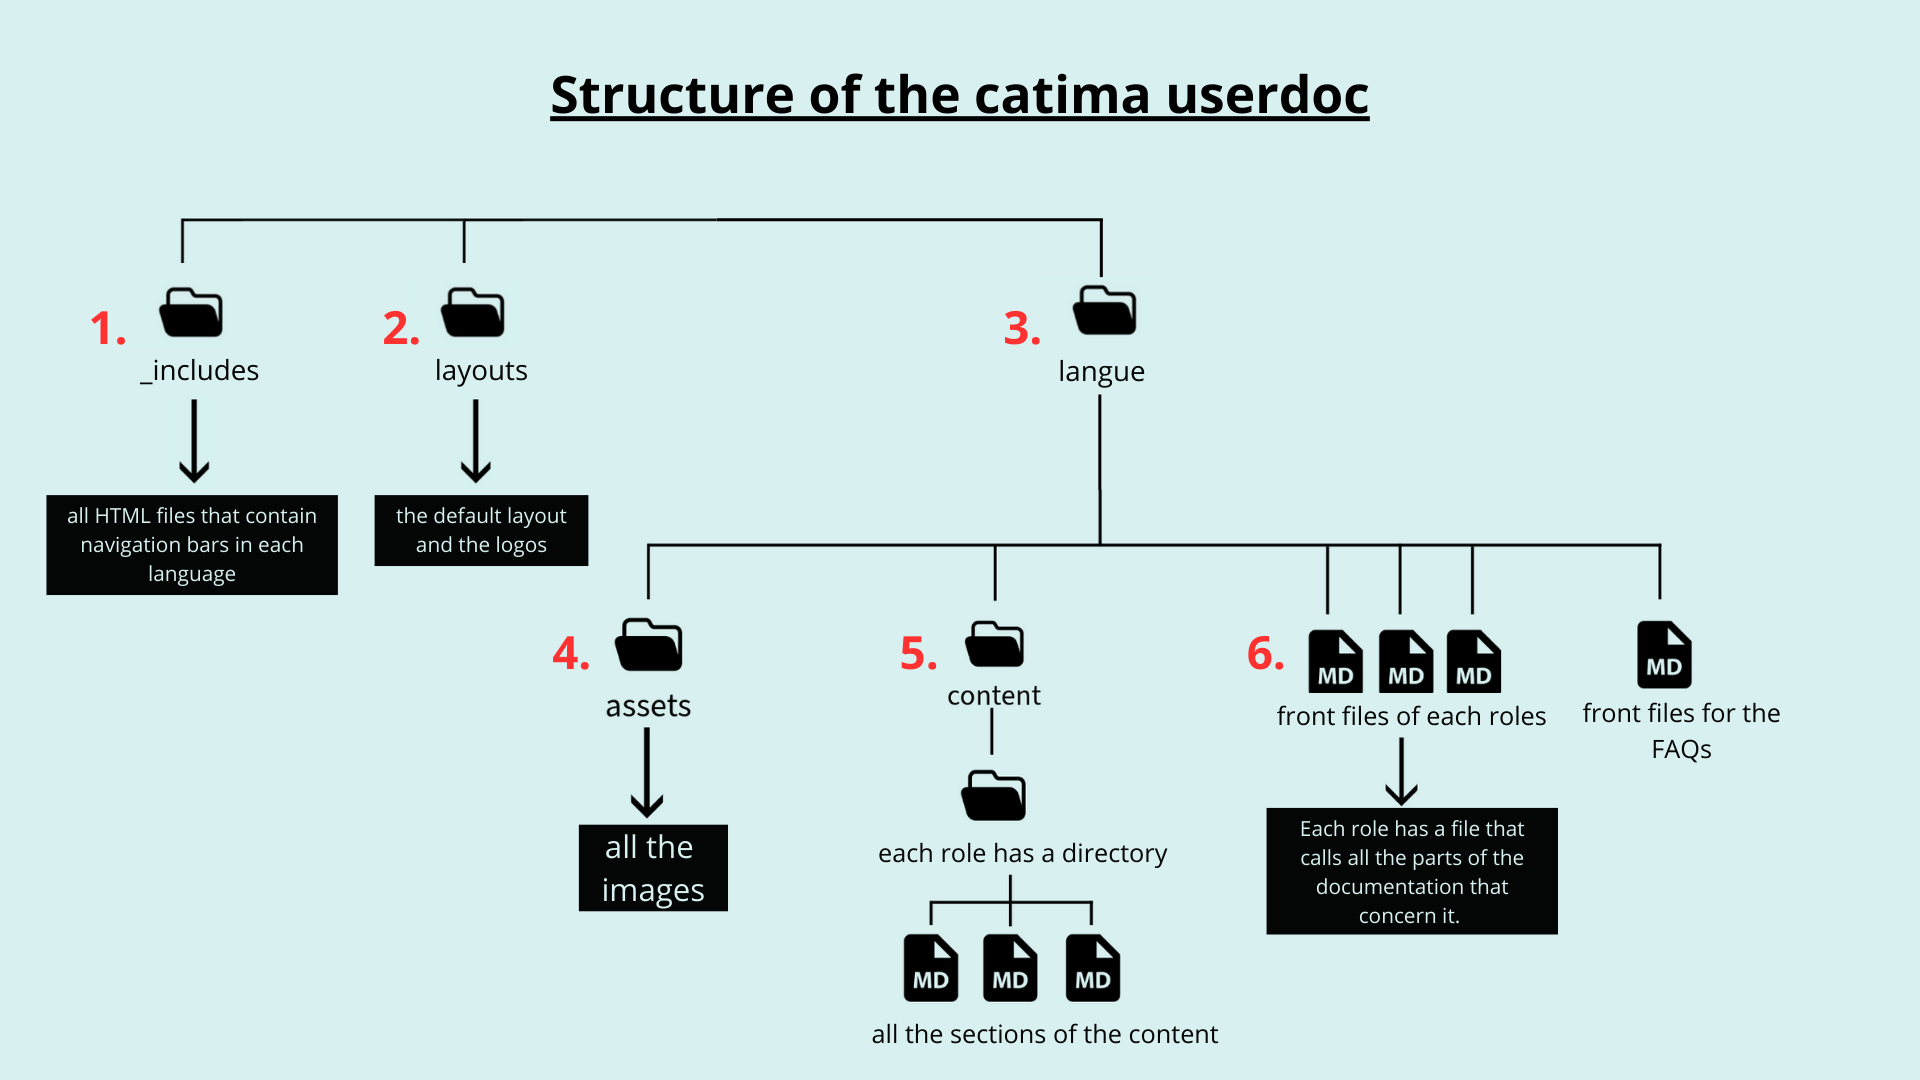 Structure of the catima userdoc
1.
_includes
2.
layouts
3.
langue
all HTML files that contain
navigation bars in each
language
the default layout
and the logos
4.
assets
all the
images
5.
content
each role has a directory
MD
MD
MD
all the sections of the content
6.
MD
MD
MD
front files of each roles
Each role has a file that
calls all the parts of the
documentation that
concern it.
MD
front files for the
FAQs